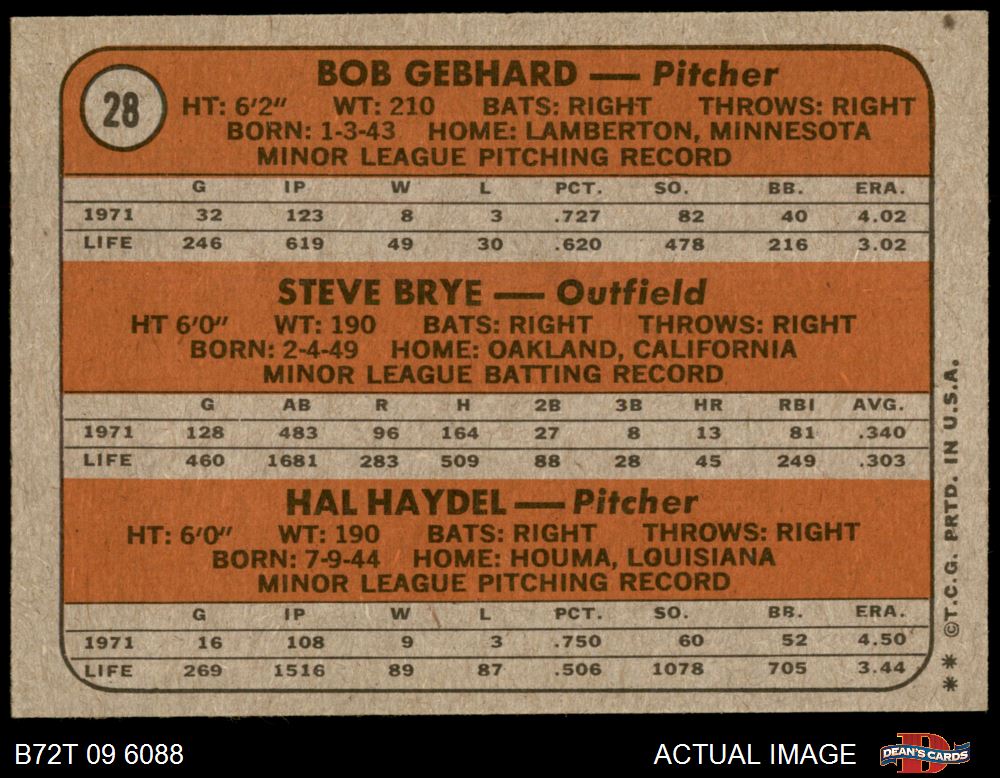 28
BOB GEBHARD — Pitcher
HT: 6'2" WT: 210 BATS: RIGHT THROWS: RIGHT
BORN: 1-3-43 HOME: LAMBERTON, MINNESOTA
MINOR LEAGUE PITCHING RECORD
G IP W L PCT. SO. BB. ERA.
1971 32 123 8 3 .727 82 40 4.02
LIFE 246 619 49 30 .620 478 216 3.02
STEVE BRYE — Outfield
HT 6'0" WT: 190 BATS: RIGHT THROWS: RIGHT
BORN: 2-4-49 HOME: OAKLAND, CALIFORNIA
MINOR LEAGUE BATTING RECORD
G AB R H 2B 3B HR RBI AVG.
1971 128 483 96 164 27 8 13 81 .340
LIFE 460 1681 283 509 88 28 45 249 .303
HAL HAYDEL — Pitcher
HT: 6'0" WT: 190 BATS: RIGHT THROWS: RIGHT
BORN: 7-9-44 HOME: HOUMA, LOUISIANA
MINOR LEAGUE PITCHING RECORD
G IP W L PCT. SO. BB. ERA.
1971 16 108 9 3 .750 60 52 4.50
LIFE 269 1516 89 87 .506 1078 705 3.44
** ©T.C.G. PRTD. IN U.S.A.
B72T 09 6088
ACTUAL IMAGE
DEAN'S CARDS